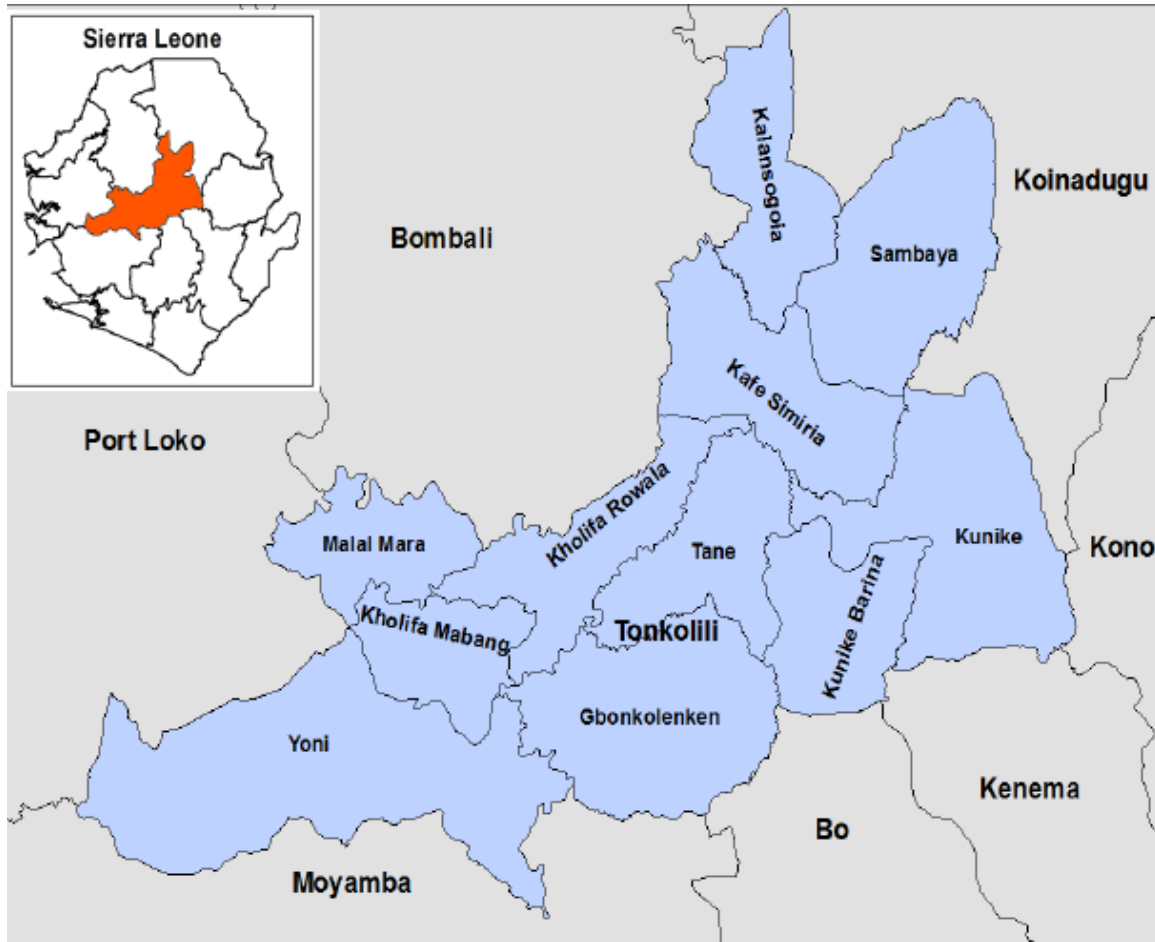 Sierra Leone
Kalansogoia
Koinadugu
Bombali
Sambaya
Kafe Simiria
Port Loko
Kholifa Rowala
Malal Mara
Tane
Kunike
Kono
Kholifa Mabang
Tonkolili
Kunike Barina
Gbonkolenken
Yoni
Kenema
Bo
Moyamba